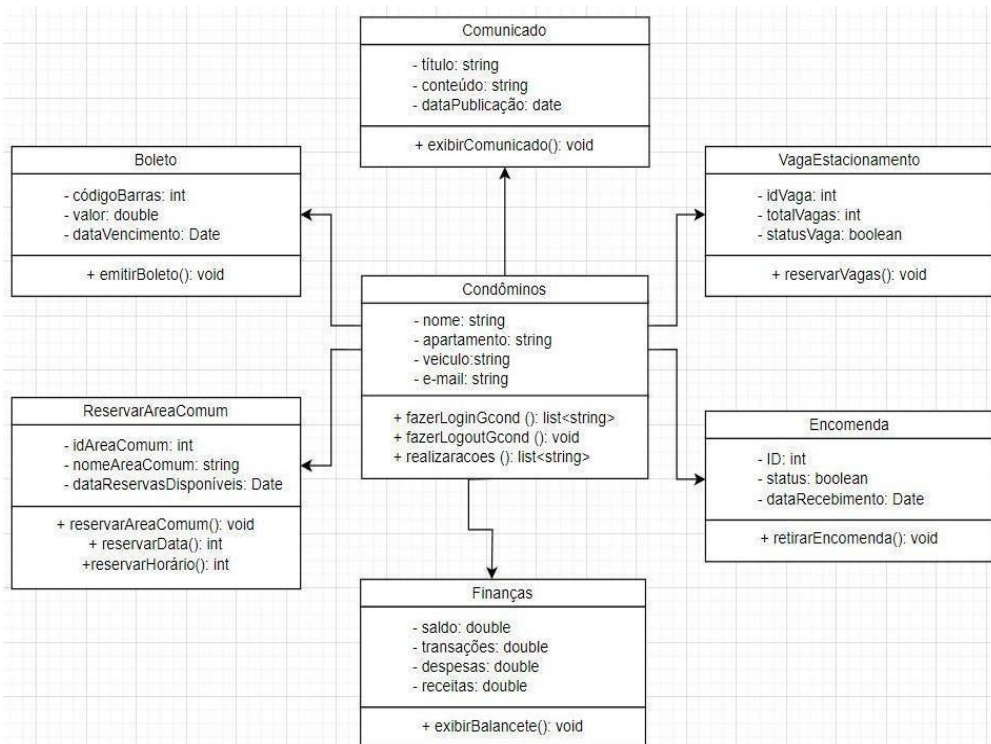 Comunicado
- título: string
- conteúdo: string
- dataPublicação: date
+ exibirComunicado(): void
Boleto
- códigoBarras: int
- valor: double
- dataVencimento: Date
+ emitirBoleto(): void
VagaEstacionamento
- idVaga: int
- totalVagas: int
- statusVaga: boolean
+ reservarVagas(): void
Condôminos
- nome: string
- apartamento: string
- veiculo:string
- e-mail: string
+ fazerLoginGcond (): list<string>
+ fazerLogoutGcond (): void
+ realizaracoes (): list<string>
ReservarAreaComum
- idAreaComum: int
- nomeAreaComum: string
- dataReservasDisponíveis: Date
+ reservarAreaComum(): void
+ reservarData(): int
+reservarHorário(): int
Encomenda
- ID: int
- status: boolean
- dataRecebimento: Date
+ retirarEncomenda(): void
Finanças
- saldo: double
- transações: double
- despesas: double
- receitas: double
+ exibirBalancete(): void